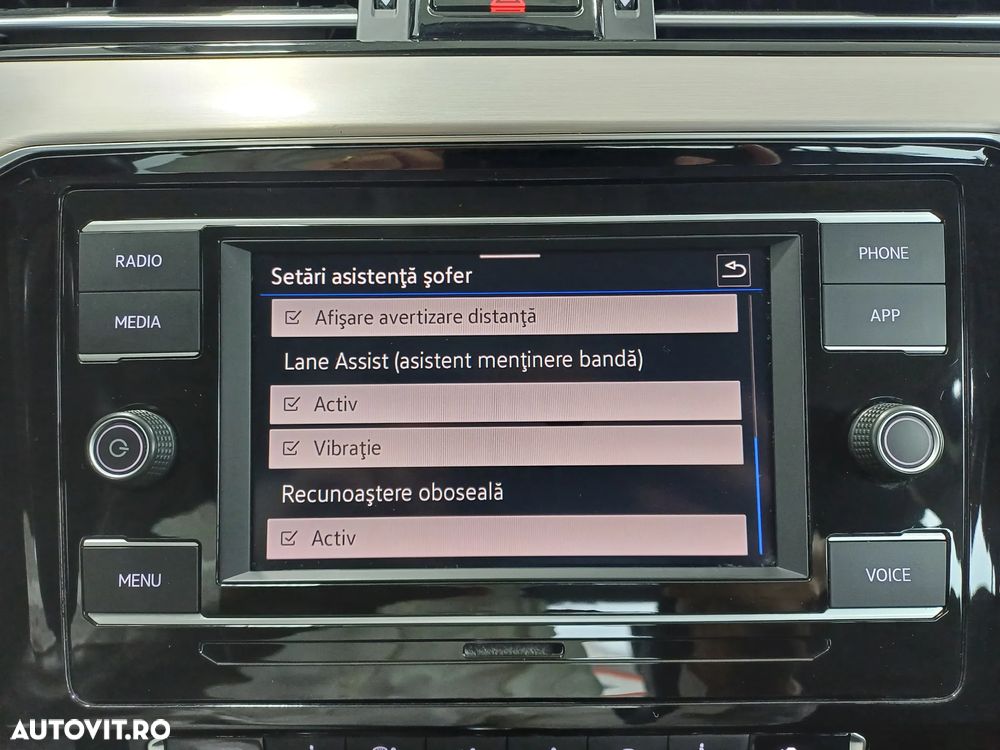 RADIO
MEDIA
MENU
Setări asistenţă şofer
Afişare avertizare distanţă
Lane Assist (asistent menţinere bandă)
Activ
Vibraţie
Recunoaştere oboseală
Activ
PHONE
APP
VOICE
AUTOVIT.RO